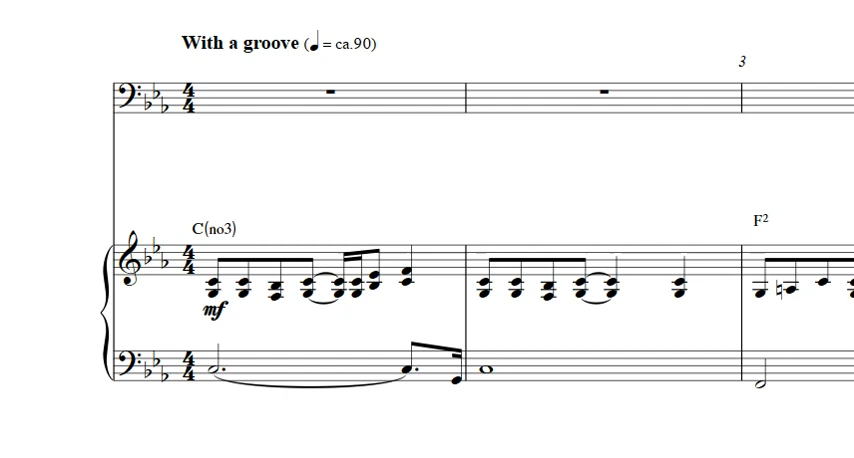 With a groove (♩ = ca.90)
3
C(no3)
F2
mf